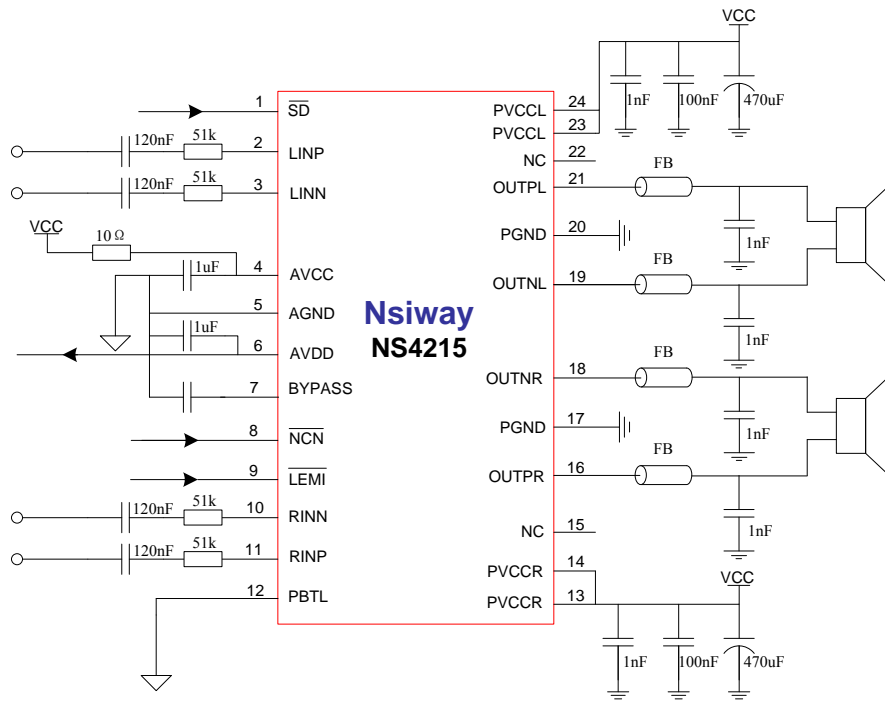 VCC
1nF 100nF 470uF
1 SD
120nF 51k 2 LINP
120nF 51k 3 LINN
VCC
10Ω
1uF 4 AVCC
5 AGND
1uF
6 AVDD
7 BYPASS
8 NCN
9 LEMI
120nF 51k 10 RINN
120nF 51k 11 RINP
12 PBTL
Nsiway
NS4215
PVCCL 24
PVCCL 23
NC 22
OUTPL 21 FB
1nF
PGND 20
OUTNL 19 FB
1nF
OUTNR 18 FB
1nF
PGND 17
OUTPR 16 FB
1nF
NC 15
PVCCR 14
PVCCR 13
VCC
1nF 100nF 470uF